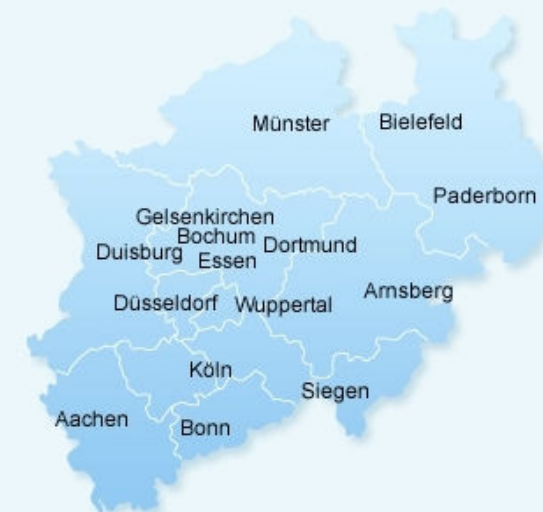 Münster
Bielefeld
Paderborn
Gelsenkirchen
Bochum
Dortmund
Duisburg
Essen
Arnsberg
Düsseldorf
Wuppertal
Köln
Siegen
Aachen
Bonn